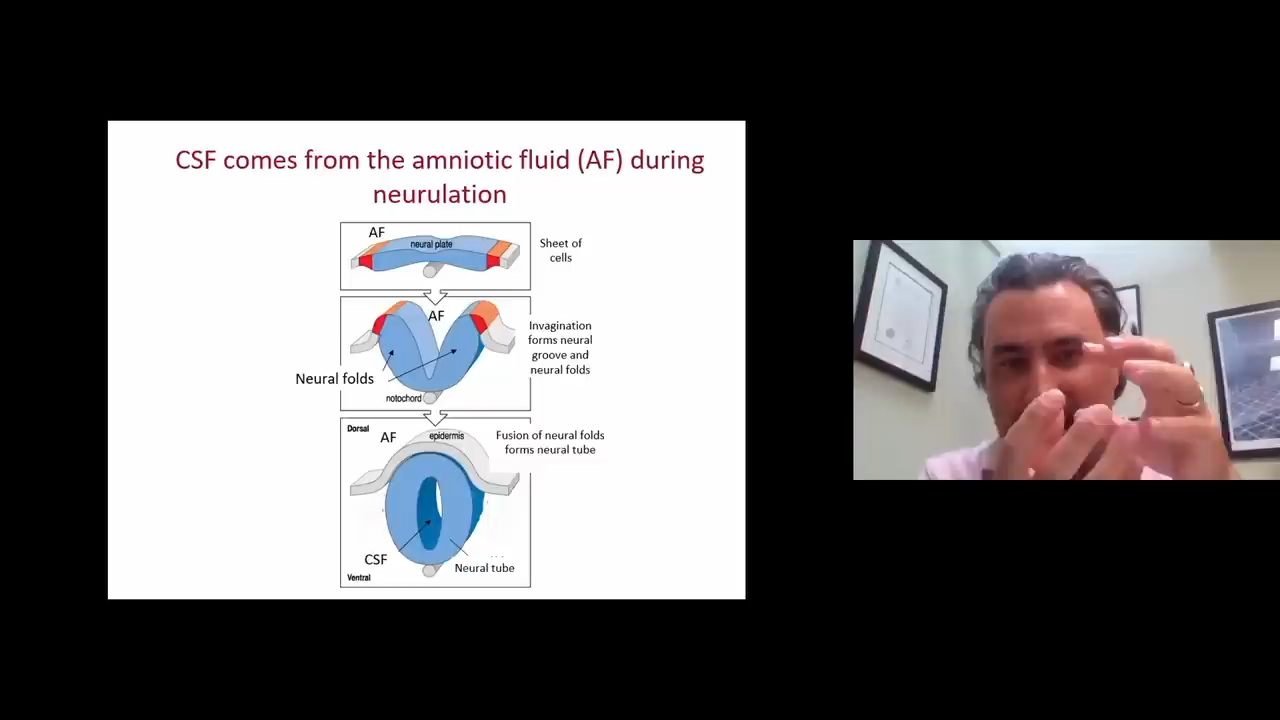 CSF comes from the amniotic fluid (AF) during
neurulation
AF
neural plate
Sheet of
cells
AF
Invagination
forms neural
groove and
neural folds
Neural folds
notochord
Dorsal
AF
epidermis
Fusion of neural folds
forms neural tube
CSF
Neural tube
Ventral